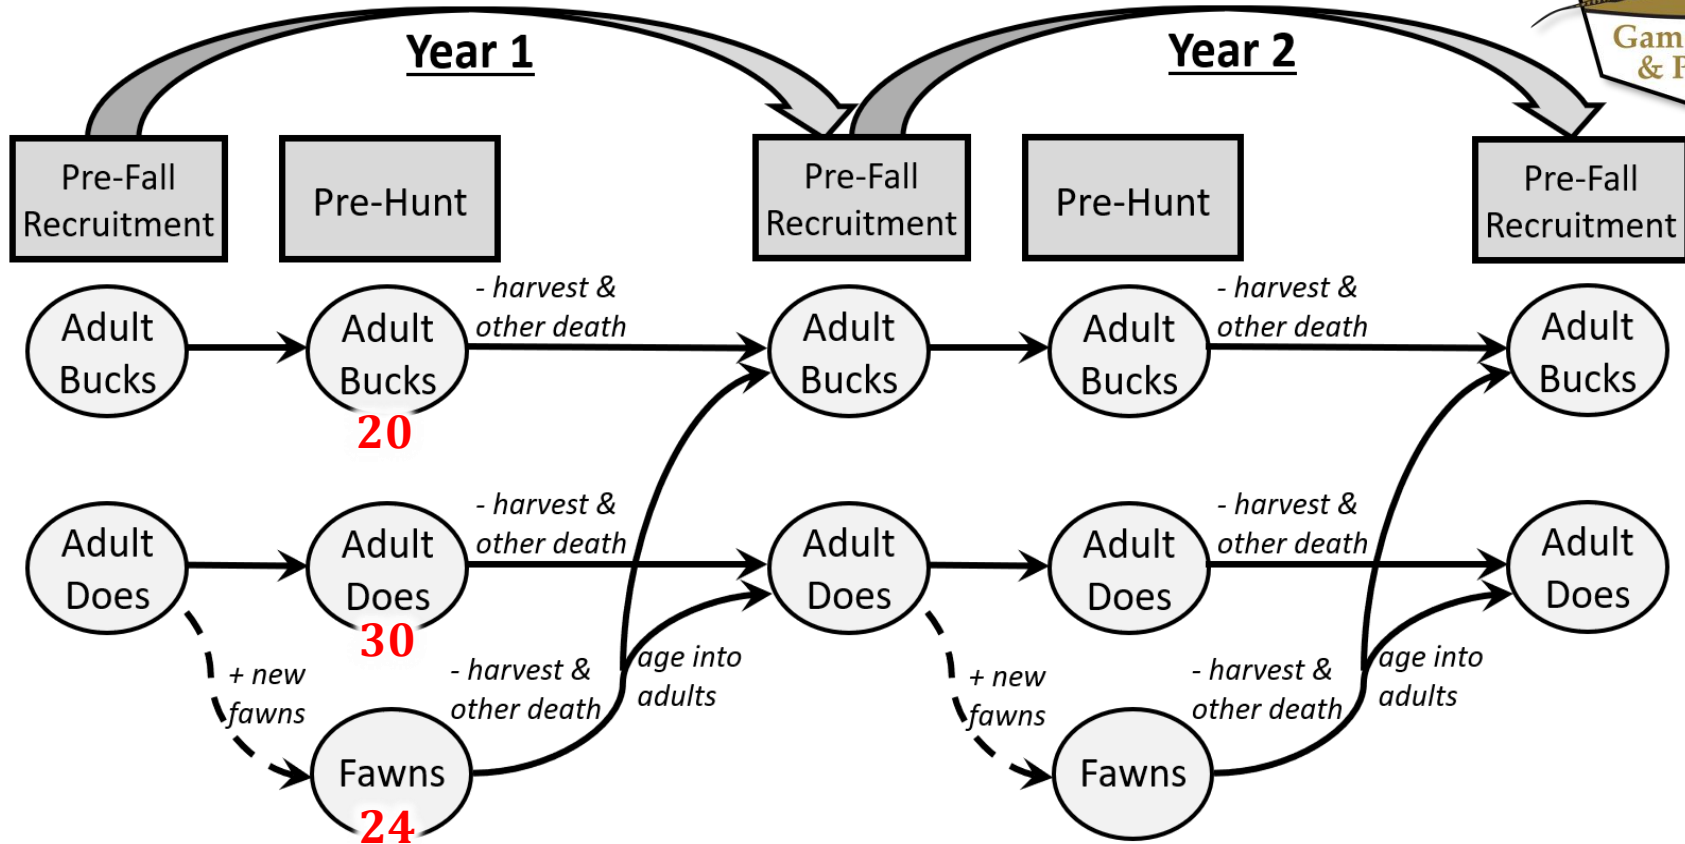 Year 1
Year 2
Gam
& P
Pre-Fall
Recruitment
Pre-Hunt
Pre-Fall
Recruitment
Pre-Hunt
Pre-Fall
Recruitment
Adult
Bucks
- harvest &
other death
Adult
Bucks
20
Adult
Bucks
Adult
Bucks
- harvest &
other death
Adult
Bucks
Adult
Does
Adult
Does
30
- harvest &
other death
Adult
Does
Adult
Does
- harvest &
other death
Adult
Does
+ new
fawns
- harvest &
other death
age into
adults
+ new
fawns
- harvest &
other death
age into
adults
Fawns
24
Fawns